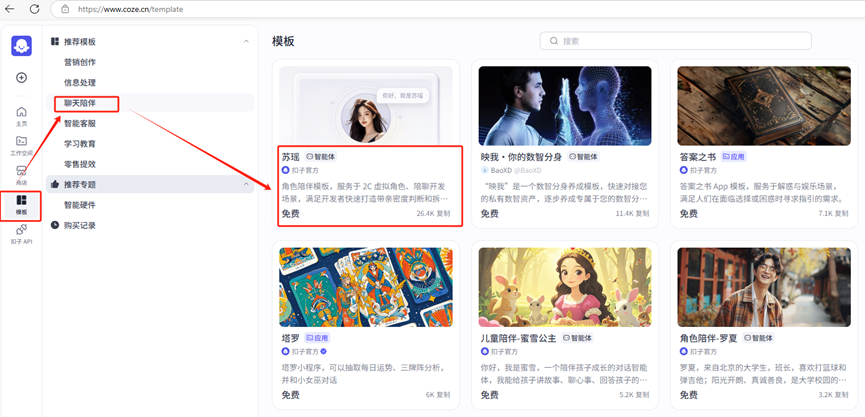 https://www.coze.cn/template
主页
工作空间
商店
模板
扣子 API
推荐模板
营销创作
信息处理
聊天陪伴
智能客服
学习教育
零售提效
推荐专题
智能硬件
购买记录
模板
搜索
你好，我是苏瑶
苏瑶 智能体
扣子官方
角色陪伴模板，服务于 2C 虚拟角色、陪聊开发
场景，满足开发者快速打造带亲密度判断和拆…
免费 26.4K 复制
映我·你的数智分身 智能体
BaoXD @BaoXD
“映我”是一个数智分身养成模板，快速对接您
的私有数智资产，逐步养成专属于您的数智分…
免费 11.4K 复制
答案之书 应用
扣子官方
答案之书 App 模板，服务于解惑与娱乐场景，
满足人们在面临选择或困惑时寻求指引的需求。
免费 7.1K 复制
塔罗 应用
扣子官方
塔罗小程序，可以抽取每日运势、三牌阵分析，
并和小女巫对话
免费 6K 复制
儿童陪伴-蜜雪公主 智能体
扣子官方
你好，我是蜜雪，一个陪伴孩子成长的对话智能
体，我能给孩子讲故事、聊心事、回答孩子的…
免费 5.2K 复制
角色陪伴-罗夏 智能体
扣子官方
罗夏，来自北京的大学生，班长，喜欢打篮球和
弹吉他；阳光开朗、真诚善良，是大学校园的…
免费 3.2K 复制